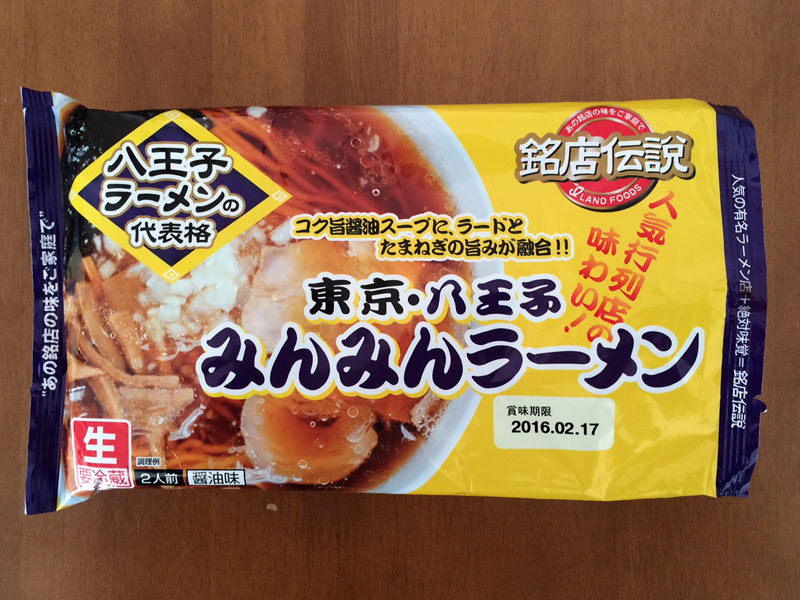 八王子
ラーメンの
代表格
コク旨醤油スープに、ラードと
たまねぎの旨みが融合!!
東京・八王子
みんみんラーメン
あの銘店の味をご家庭で
銘店伝説
LAND FOODS
人気行列店の
味わい!
賞味期限
2016.02.17
生
要冷蔵
調理例
2人前
醤油味
"あの銘店の味をご家庭で"
人気の有名ラーメン店+絶対味覚=銘店伝説